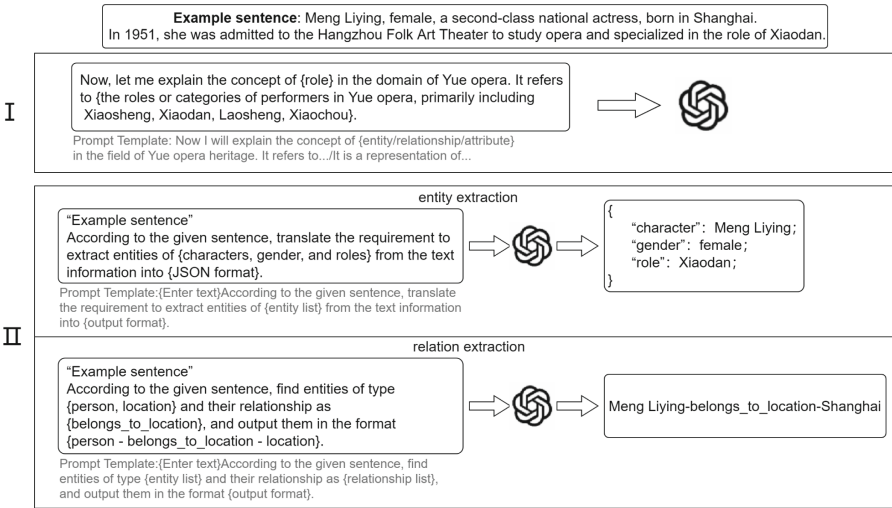 Example sentence: Meng Liying, female, a second-class national actress, born in Shanghai.
In 1951, she was admitted to the Hangzhou Folk Art Theater to study opera and specialized in the role of Xiaodan.
I
Now, let me explain the concept of {role} in the domain of Yue opera. It refers
to {the roles or categories of performers in Yue opera, primarily including
Xiaosheng, Xiaodan, Laosheng, Xiaochou}.
Prompt Template: Now I will explain the concept of {entity/relationship/attribute}
in the field of Yue opera heritage. It refers to.../It is a representation of...
II
entity extraction
“Example sentence”
According to the given sentence, translate the requirement to
extract entities of {characters, gender, and roles} from the text
information into {JSON format}.
Prompt Template:{Enter text}According to the given sentence, translate
the requirement to extract entities of {entity list} from the text information
into {output format}.
{
“character”: Meng Liying;
“gender”: female;
“role”: Xiaodan;
}
relation extraction
“Example sentence”
According to the given sentence, find entities of type
{person, location} and their relationship as
{belongs_to_location}, and output them in the format
{person - belongs_to_location - location}.
Prompt Template:{Enter text}According to the given sentence, find
entities of type {entity list} and their relationship as {relationship list},
and output them in the format {output format}.
Meng Liying-belongs_to_location-Shanghai